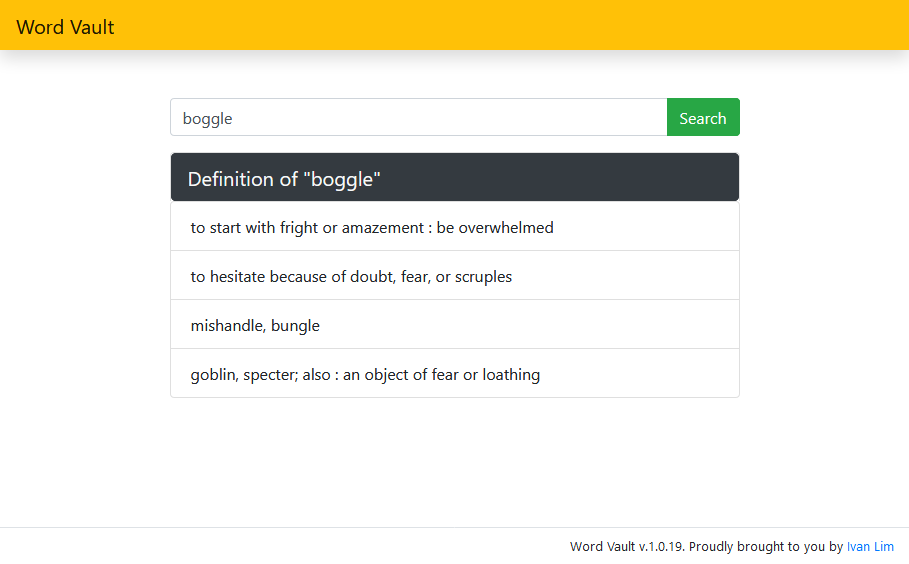 Word Vault
boggle
Search
Definition of "boggle"
to start with fright or amazement : be overwhelmed
to hesitate because of doubt, fear, or scruples
mishandle, bungle
goblin, specter; also : an object of fear or loathing
Word Vault v.1.0.19. Proudly brought to you by Ivan Lim